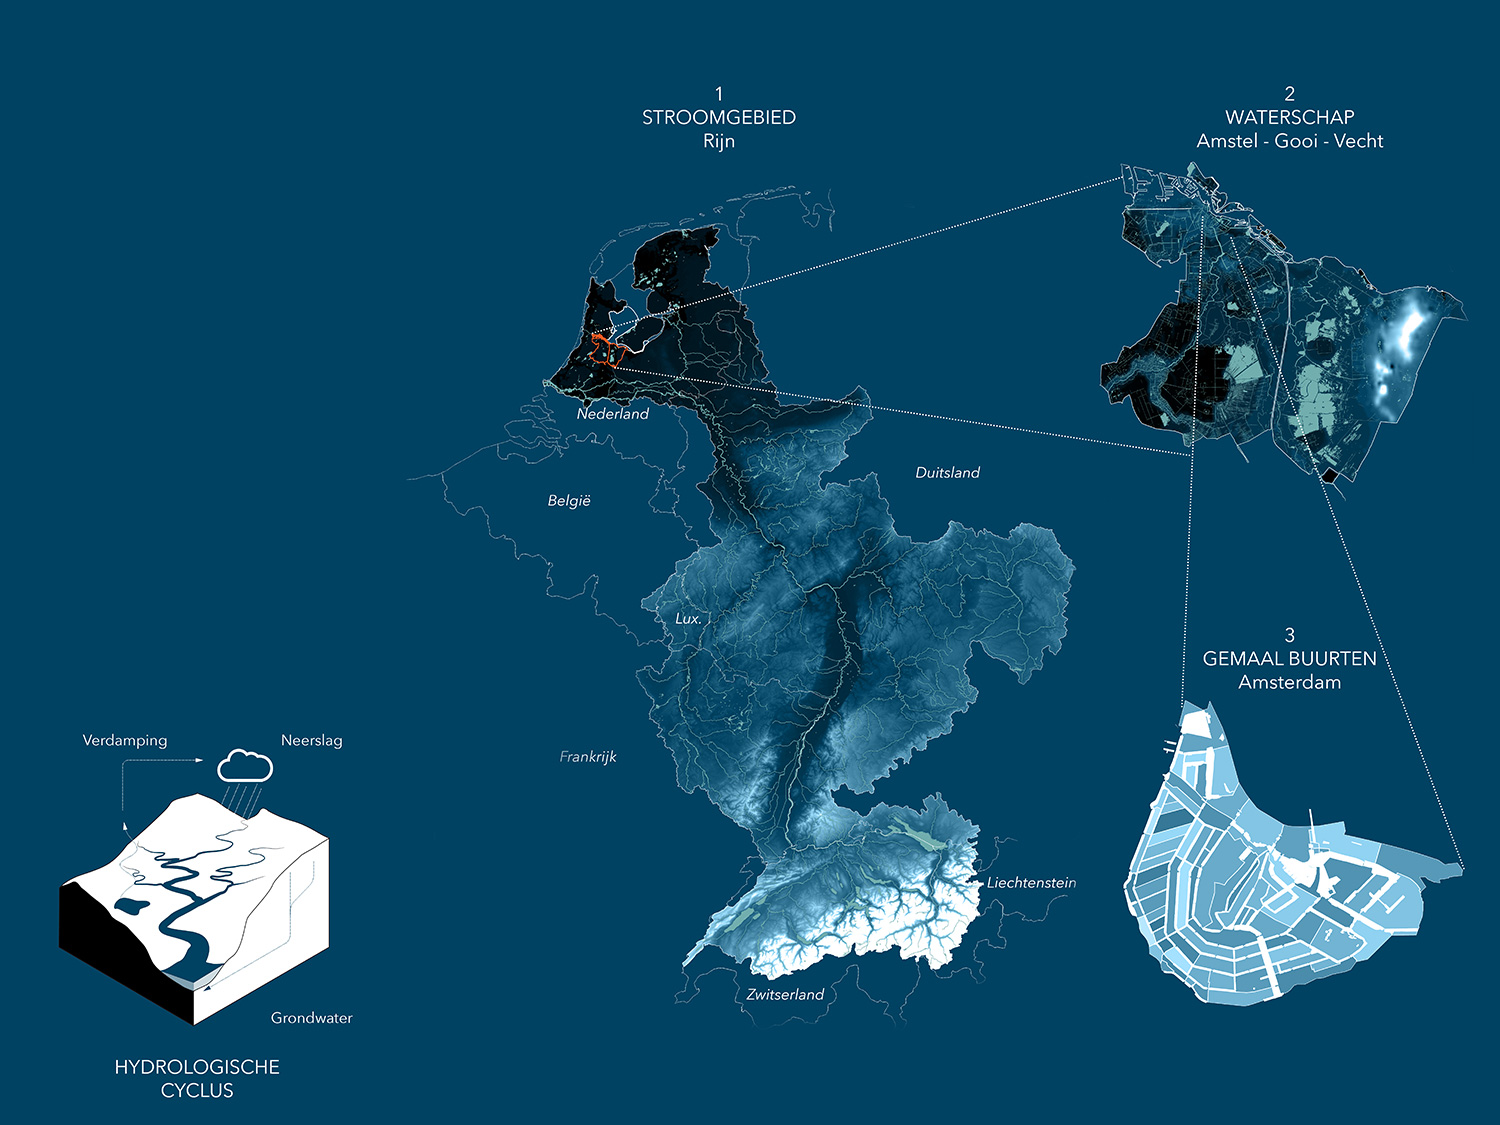 1
STROOMGEBIED
Rijn
2
WATERSCHAP
Amstel - Gooi - Vecht
Nederland
België
Duitsland
Lux.
Frankrijk
Liechtenstein
Zwitserland
3
GEMAAL BUURTEN
Amsterdam
Verdamping
Neerslag
Grondwater
HYDROLOGISCHE
CYCLUS